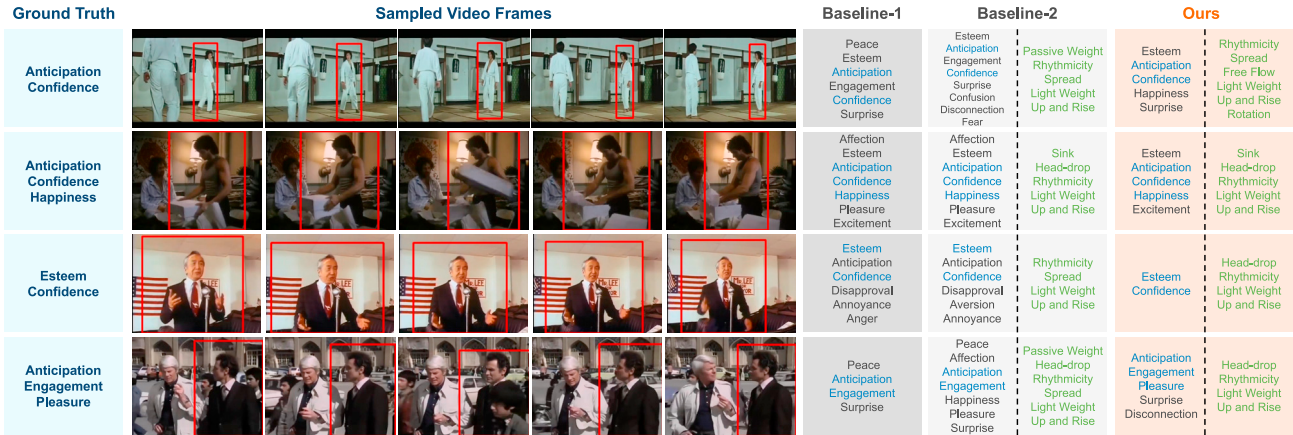 Ground Truth
Sampled Video Frames
Baseline-1
Baseline-2
Ours
Anticipation
Confidence
Peace
Esteem
Anticipation
Engagement
Confidence
Surprise
Esteem
Anticipation
Engagement
Confidence
Surprise
Confusion
Disconnection
Fear
Passive Weight
Rhythmicity
Spread
Light Weight
Up and Rise
Esteem
Anticipation
Confidence
Happiness
Surprise
Rhythmicity
Spread
Free Flow
Light Weight
Up and Rise
Rotation
Anticipation
Confidence
Happiness
Affection
Esteem
Anticipation
Confidence
Happiness
Pleasure
Excitement
Affection
Esteem
Anticipation
Confidence
Happiness
Pleasure
Excitement
Sink
Head-drop
Rhythmicity
Light Weight
Up and Rise
Esteem
Anticipation
Confidence
Happiness
Excitement
Sink
Head-drop
Rhythmicity
Light Weight
Up and Rise
Esteem
Confidence
Esteem
Anticipation
Confidence
Disapproval
Annoyance
Anger
Esteem
Anticipation
Confidence
Disapproval
Aversion
Annoyance
Rhythmicity
Spread
Light Weight
Up and Rise
Esteem
Confidence
Head-drop
Rhythmicity
Light Weight
Up and Rise
Anticipation
Engagement
Pleasure
Peace
Anticipation
Engagement
Surprise
Peace
Affection
Anticipation
Engagement
Happiness
Pleasure
Surprise
Passive Weight
Head-drop
Rhythmicity
Spread
Light Weight
Up and Rise
Anticipation
Engagement
Pleasure
Surprise
Disconnection
Head-drop
Rhythmicity
Light Weight
Up and Rise